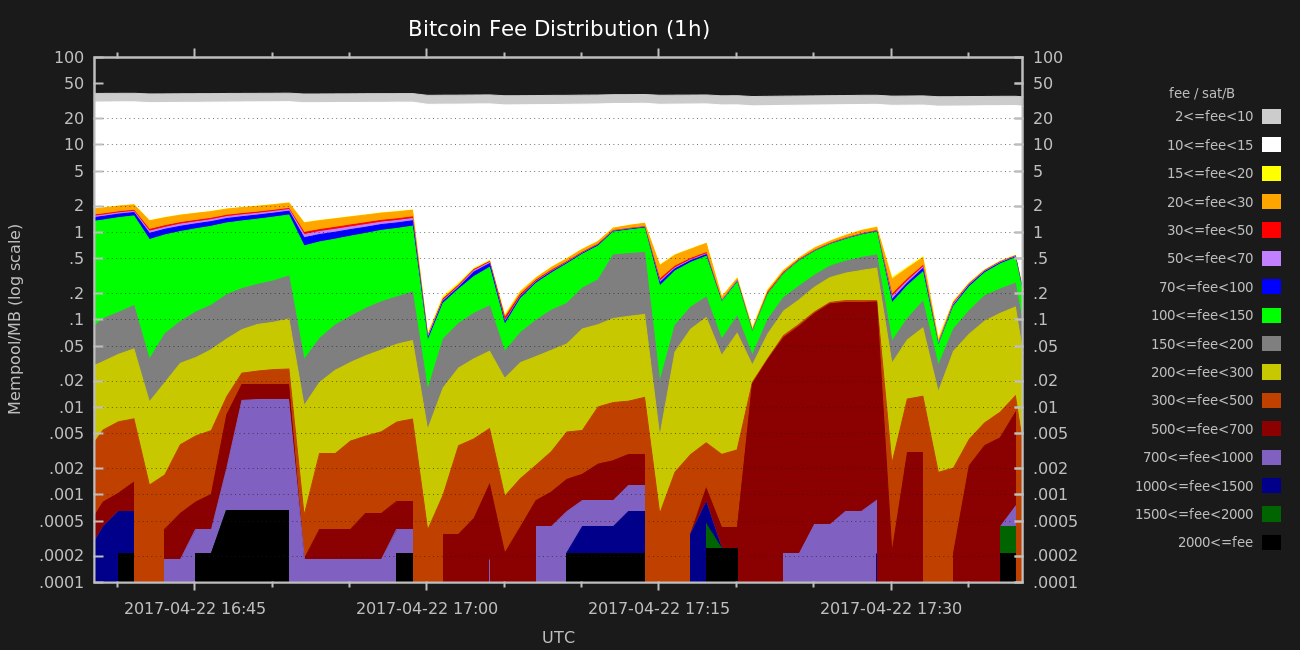 Bitcoin Fee Distribution (1h)
Mempool/MB (log scale)
100
50
20
10
5
2
1
.5
.2
.1
.05
.02
.01
.005
.002
.001
.0005
.0002
.0001
100
50
20
10
5
2
1
.5
.2
.1
.05
.02
.01
.005
.002
.001
.0005
.0002
.0001
2017-04-22 16:45
2017-04-22 17:00
2017-04-22 17:15
2017-04-22 17:30
UTC
fee / sat/B
2<=fee<10
10<=fee<15
15<=fee<20
20<=fee<30
30<=fee<50
50<=fee<70
70<=fee<100
100<=fee<150
150<=fee<200
200<=fee<300
300<=fee<500
500<=fee<700
700<=fee<1000
1000<=fee<1500
1500<=fee<2000
2000<=fee